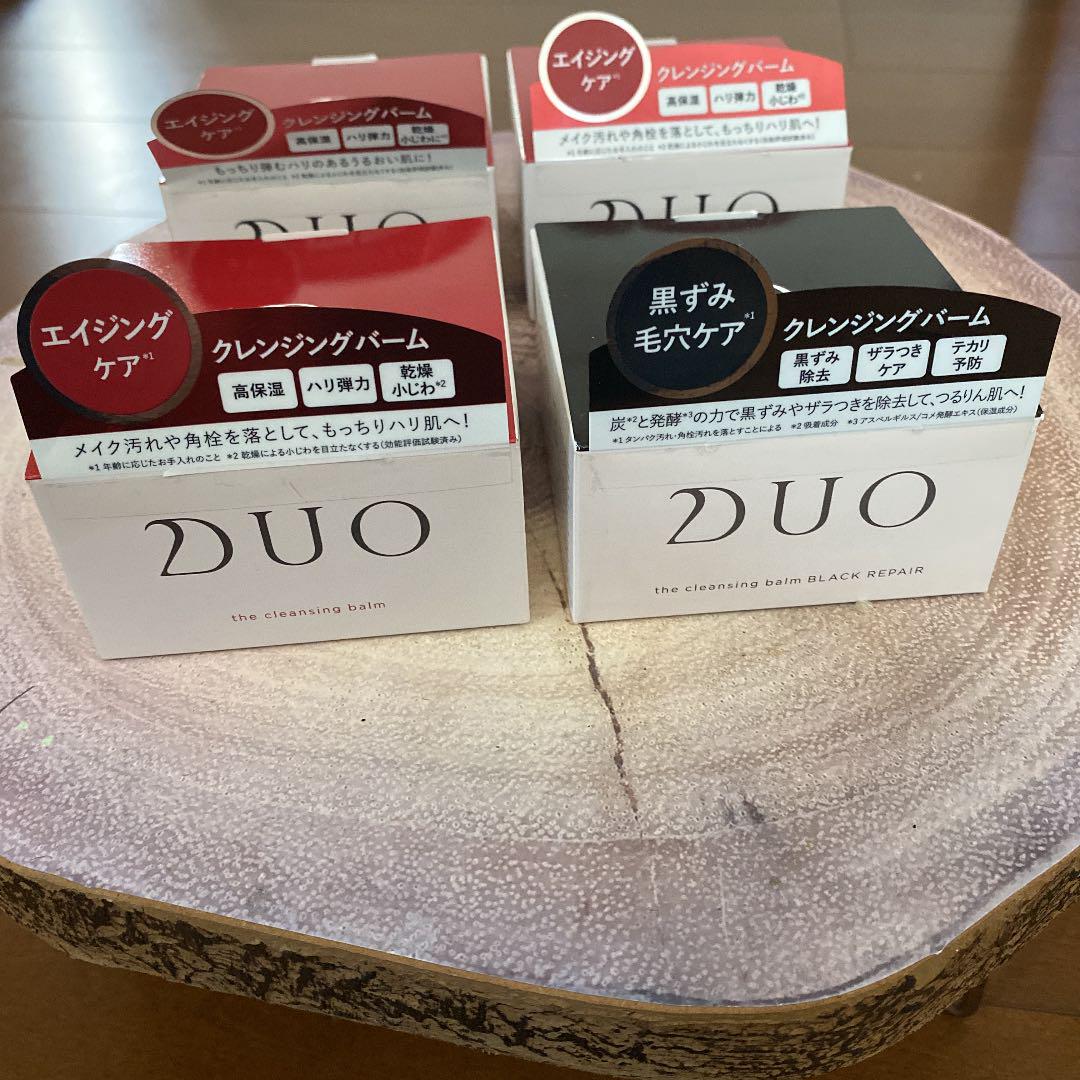 エイジング
ケア*1
クレンジングバーム
高保湿
ハリ弾力
乾燥
小じわに*2
もっちり弾むハリのあるうるおい肌に!
DUO
エイジング
ケア*1
クレンジングバーム
高保湿
ハリ弾力
乾燥
小じわ*2
メイク汚れや角栓を落として、もっちりハリ肌へ!
DUO
エイジング
ケア*1
クレンジングバーム
高保湿
ハリ弾力
乾燥
小じわ*2
メイク汚れや角栓を落として、もっちりハリ肌へ!
*1 年齢に応じたお手入れのこと *2 乾燥による小じわを目立たなくする(効能評価試験済み)
DUO
the cleansing balm
黒ずみ
毛穴ケア*1
クレンジングバーム
黒ずみ
除去
ザラつき
ケア
テカリ
予防
炭*2と発酵*3の力で黒ずみやザラつきを除去して、つるりん肌へ!
*1 タンパク汚れ・角栓汚れを落とすことによる *2 吸着成分 *3 アスペルギルス/コメ発酵エキス(保湿成分)
DUO
the cleansing balm BLACK REPAIR